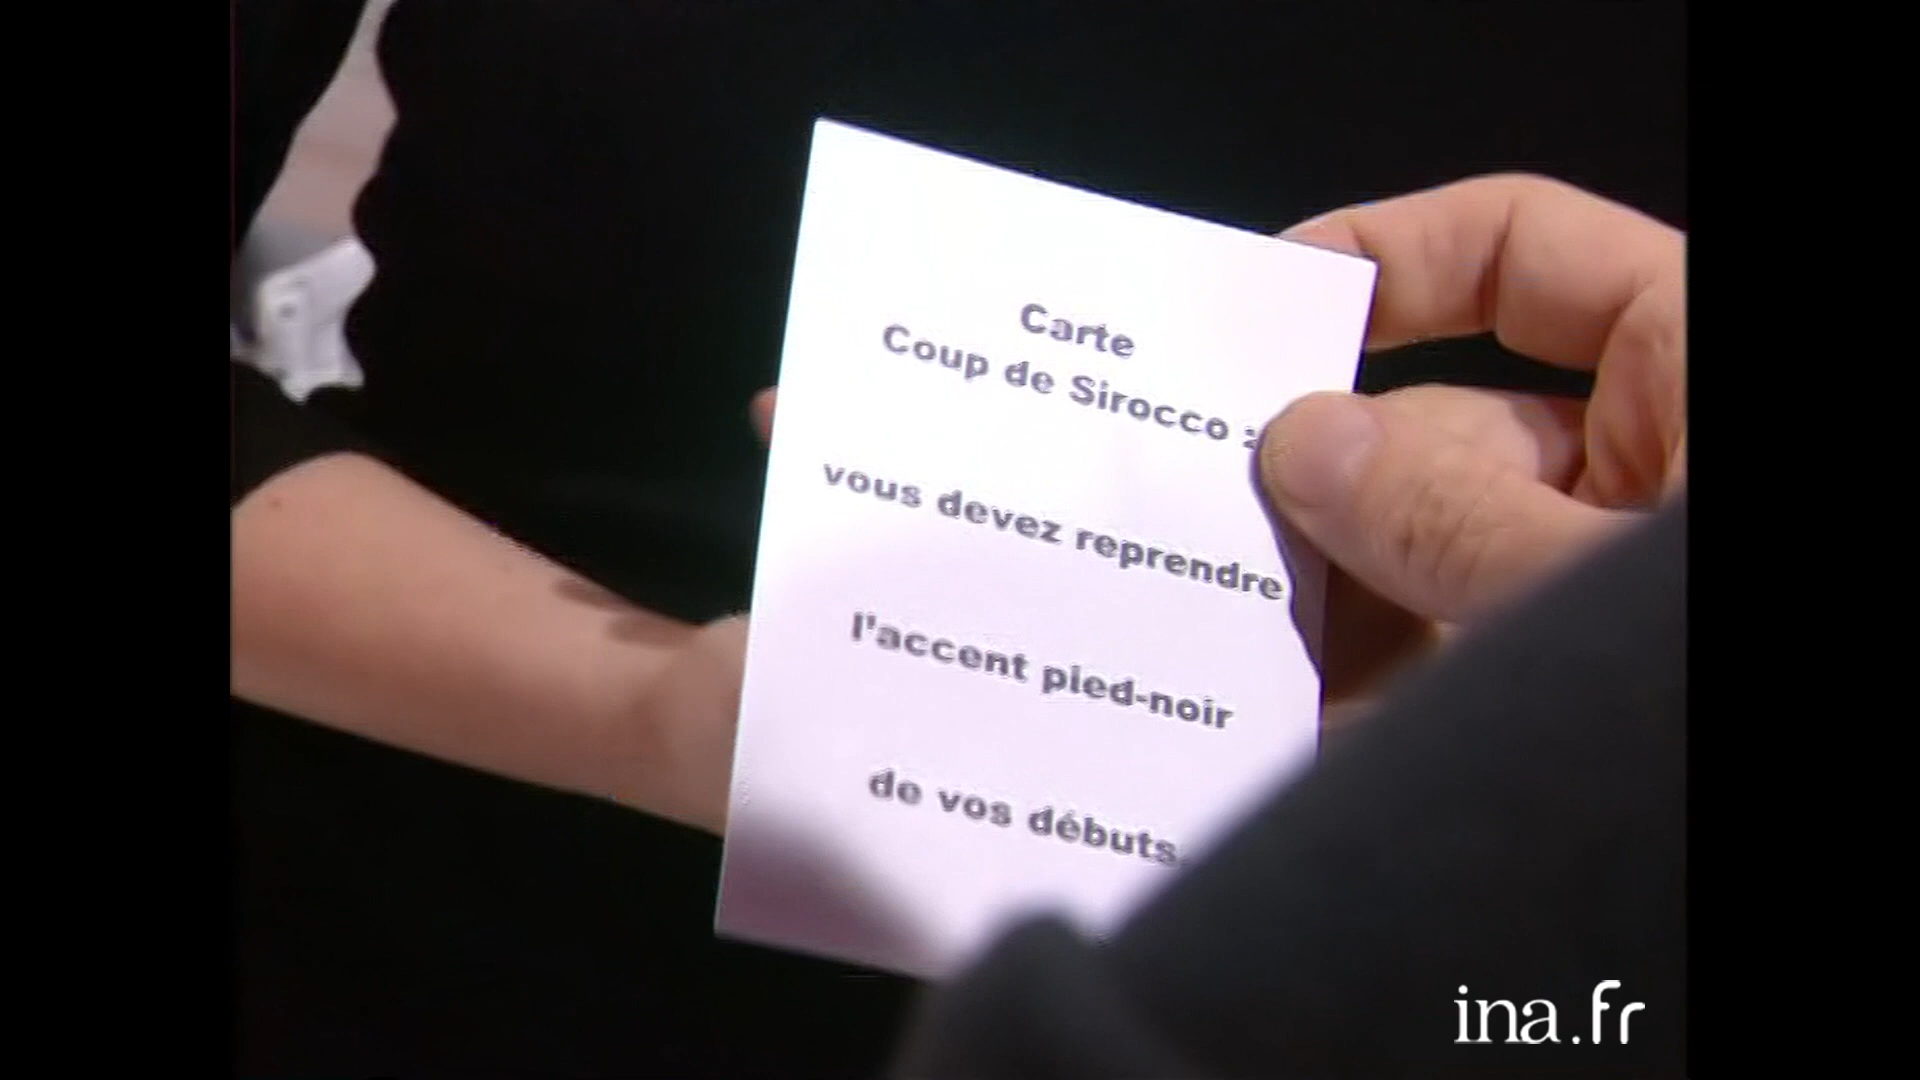 Carte
Coup de Sirocco :
vous devez reprendre
l'accent pied-noir
de vos débuts
ina.fr